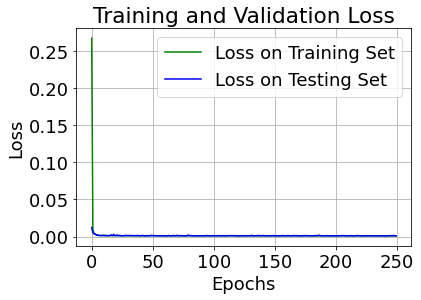 Training and Validation Loss
Loss on Training Set
Loss on Testing Set
0.25
0.20
0.15
0.10
0.05
0.00
Loss
0 50 100 150 200 250
Epochs